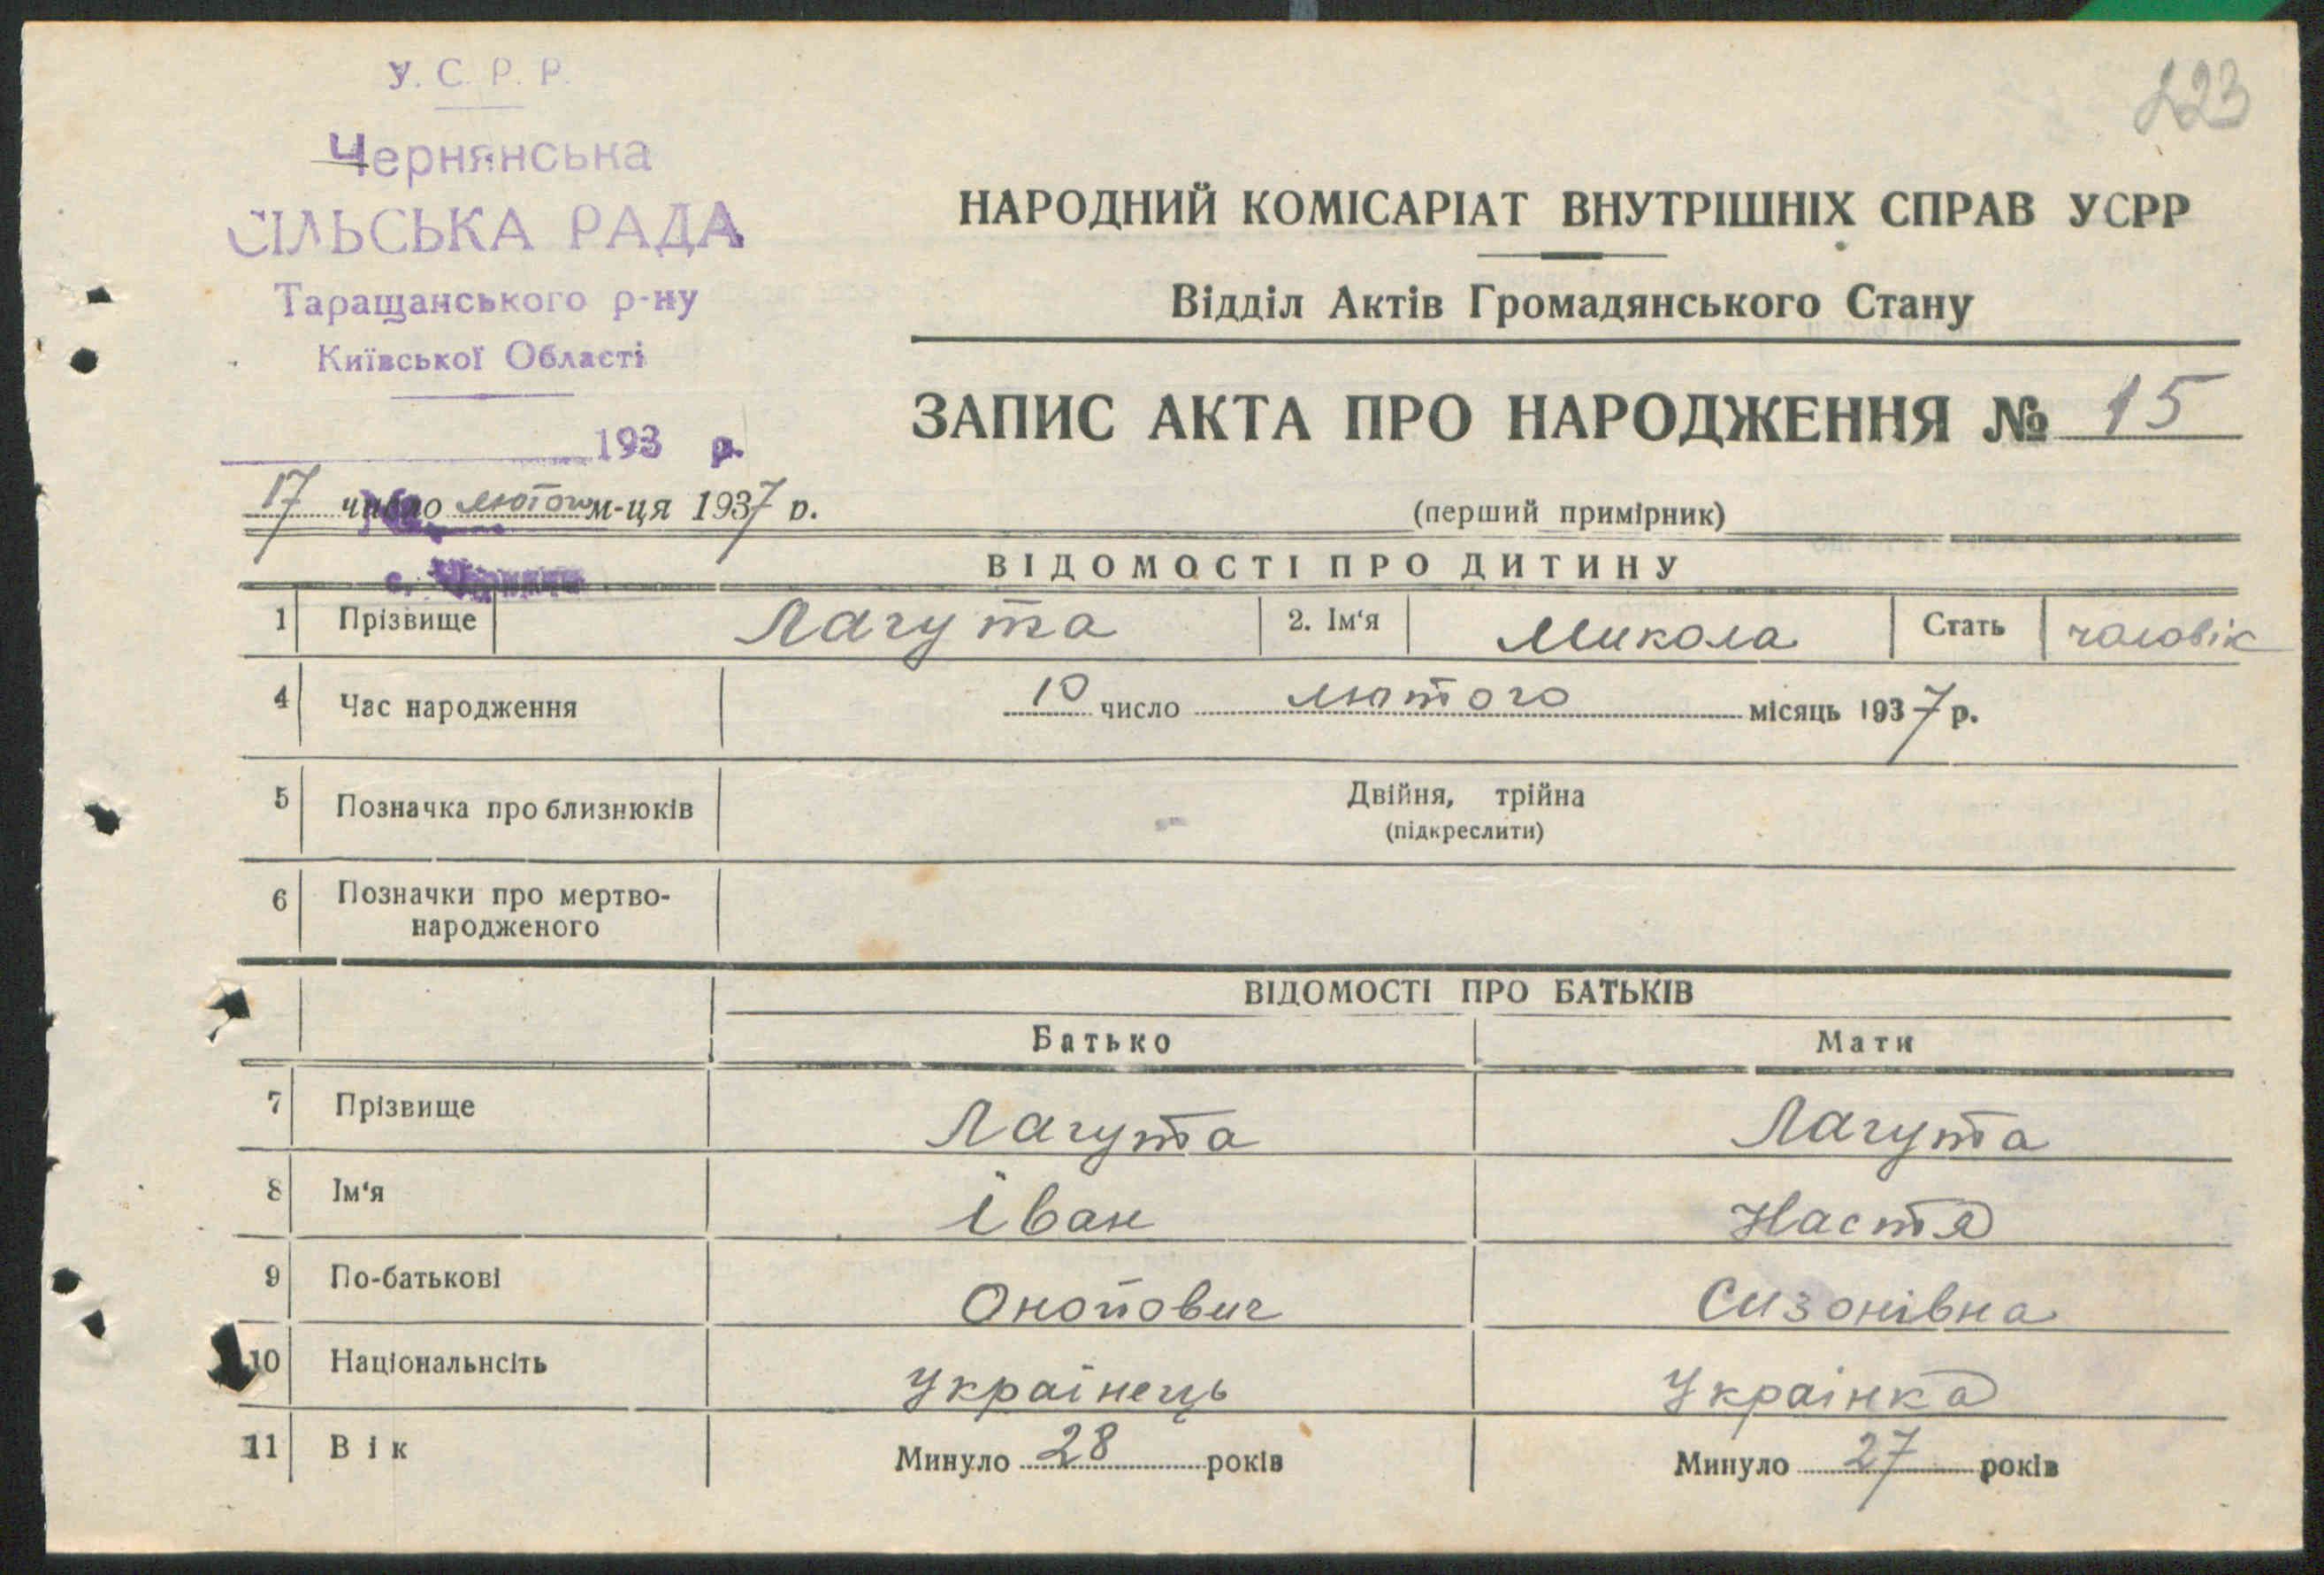 223
У. С. Р. Р.
Чернянська
СІЛЬСЬКА РАДА
Таращанського р-ну
Київської Області
193 р.
НАРОДНИЙ КОМІСАРІАТ ВНУТРІШНІХ СПРАВ УСРР
Відділ Актів Громадянського Стану
ЗАПИС АКТА ПРО НАРОДЖЕННЯ № 15
17 число лютого м-ця 1937 р.
(перший примірник)
с.
ВІДОМОСТІ ПРО ДИТИНУ
1 Прізвище Лагута 2. Ім'я Микола Стать чоловік
4 Час народження 10 число лютого місяць 1937 р.
5 Позначка про близнюків Двійня, трійна
(підкреслити)
6 Позначки про мертво-
народженого
ВІДОМОСТІ ПРО БАТЬКІВ
Батько Мати
7 Прізвище Лагута Лагута
8 Ім'я Іван Настя
9 По-батькові Онопович Сизонівна
10 Національнсіть Українець Українка
11 Вік Минуло 28 років Минуло 27 років